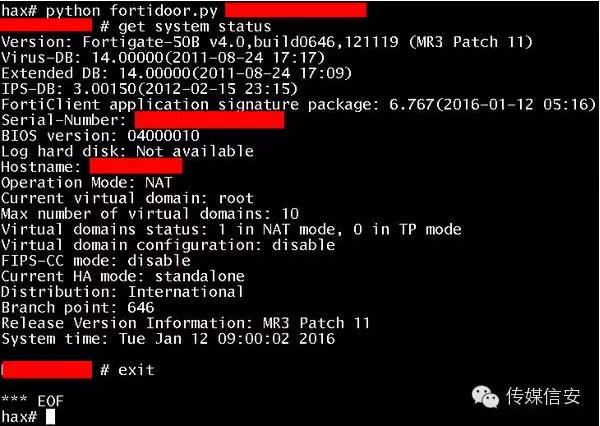 hax# python fortidoor.py
# get system status
Version: Fortigate-50B v4.0,build0646,121119 (MR3 Patch 11)
Virus-DB: 14.00000(2011-08-24 17:17)
Extended DB: 14.00000(2011-08-24 17:09)
IPS-DB: 3.00150(2012-02-15 23:15)
FortiClient application signature package: 6.767(2016-01-12 05:16)
Serial-Number:
BIOS version: 04000010
Log hard disk: Not available
Hostname:
Operation Mode: NAT
Current virtual domain: root
Max number of virtual domains: 10
Virtual domains status: 1 in NAT mode, 0 in TP mode
Virtual domain configuration: disable
FIPS-CC mode: disable
Current HA mode: standalone
Distribution: International
Branch point: 646
Release Version Information: MR3 Patch 11
System time: Tue Jan 12 09:00:02 2016
# exit
*** EOF
hax#
传媒信安